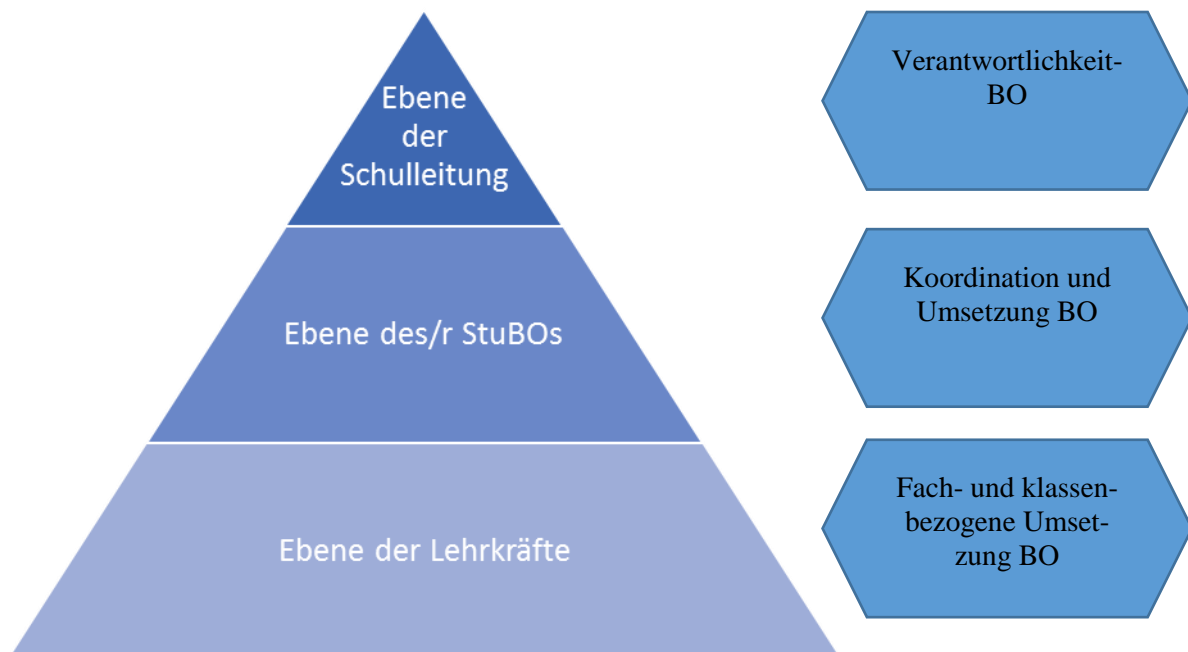 Ebene
der
Schulleitung
Verantwortlichkeit-
BO
Ebene des/r StuBOs
Koordination und
Umsetzung BO
Ebene der Lehrkräfte
Fach- und klassen-
bezogene Umset-
zung BO